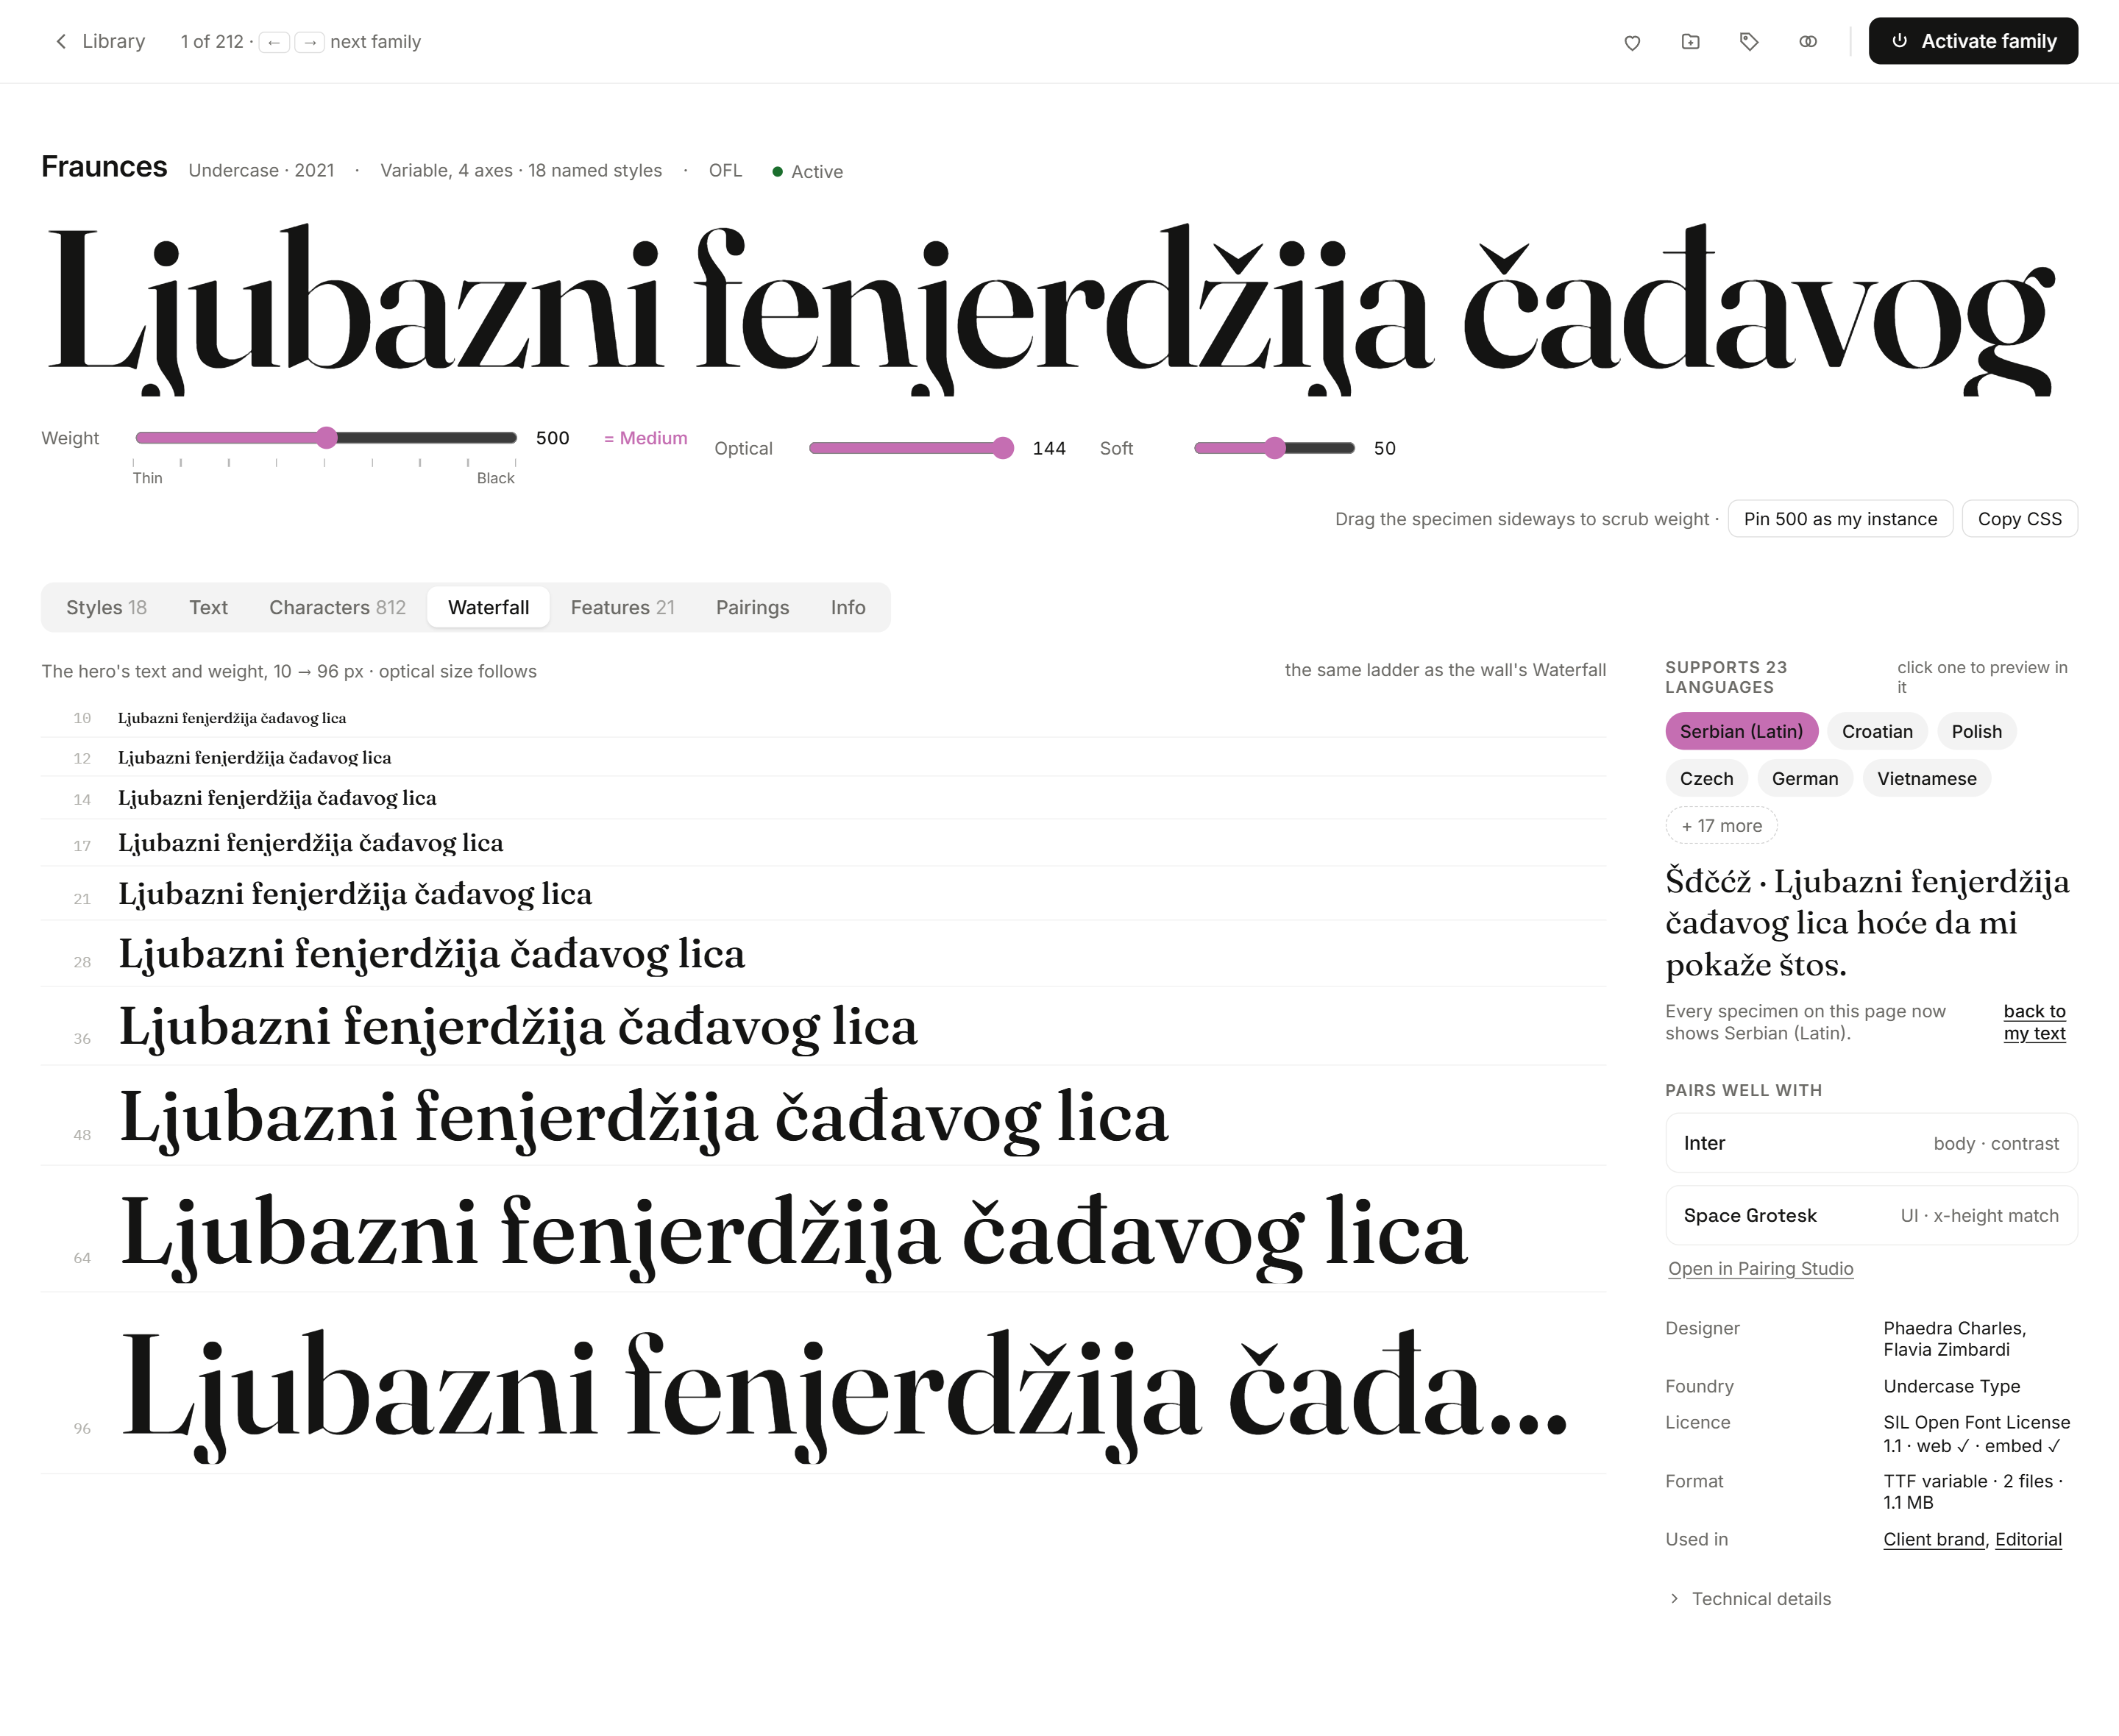 Library 1 of 212 · ← → next family Activate family
Fraunces Undercase · 2021 · Variable, 4 axes · 18 named styles · OFL Active
Ljubazni fenjerdžija čađavog
Weight 500 = Medium Optical 144 Soft 50
Thin Black
Drag the specimen sideways to scrub weight · Pin 500 as my instance Copy CSS
Styles 18 Text Characters 812 Waterfall Features 21 Pairings Info
The hero's text and weight, 10 → 96 px · optical size follows the same ladder as the wall's Waterfall
10 Ljubazni fenjerdžija čađavog lica
12 Ljubazni fenjerdžija čađavog lica
14 Ljubazni fenjerdžija čađavog lica
17 Ljubazni fenjerdžija čađavog lica
21 Ljubazni fenjerdžija čađavog lica
28 Ljubazni fenjerdžija čađavog lica
36 Ljubazni fenjerdžija čađavog lica
48 Ljubazni fenjerdžija čađavog lica
64 Ljubazni fenjerdžija čađavog lica
96 Ljubazni fenjerdžija čađa...
SUPPORTS 23 LANGUAGES
click one to preview in it
Serbian (Latin) Croatian Polish
Czech German Vietnamese
+ 17 more
Šđčćž · Ljubazni fenjerdžija
čađavog lica hoće da mi
pokaže štos.
Every specimen on this page now
shows Serbian (Latin).
back to
my text
PAIRS WELL WITH
Inter body · contrast
Space Grotesk UI · x-height match
Open in Pairing Studio
Designer Phaedra Charles,
Flavia Zimbardi
Foundry Undercase Type
Licence SIL Open Font License
1.1 · web ✓ · embed ✓
Format TTF variable · 2 files ·
1.1 MB
Used in Client brand, Editorial
Technical details